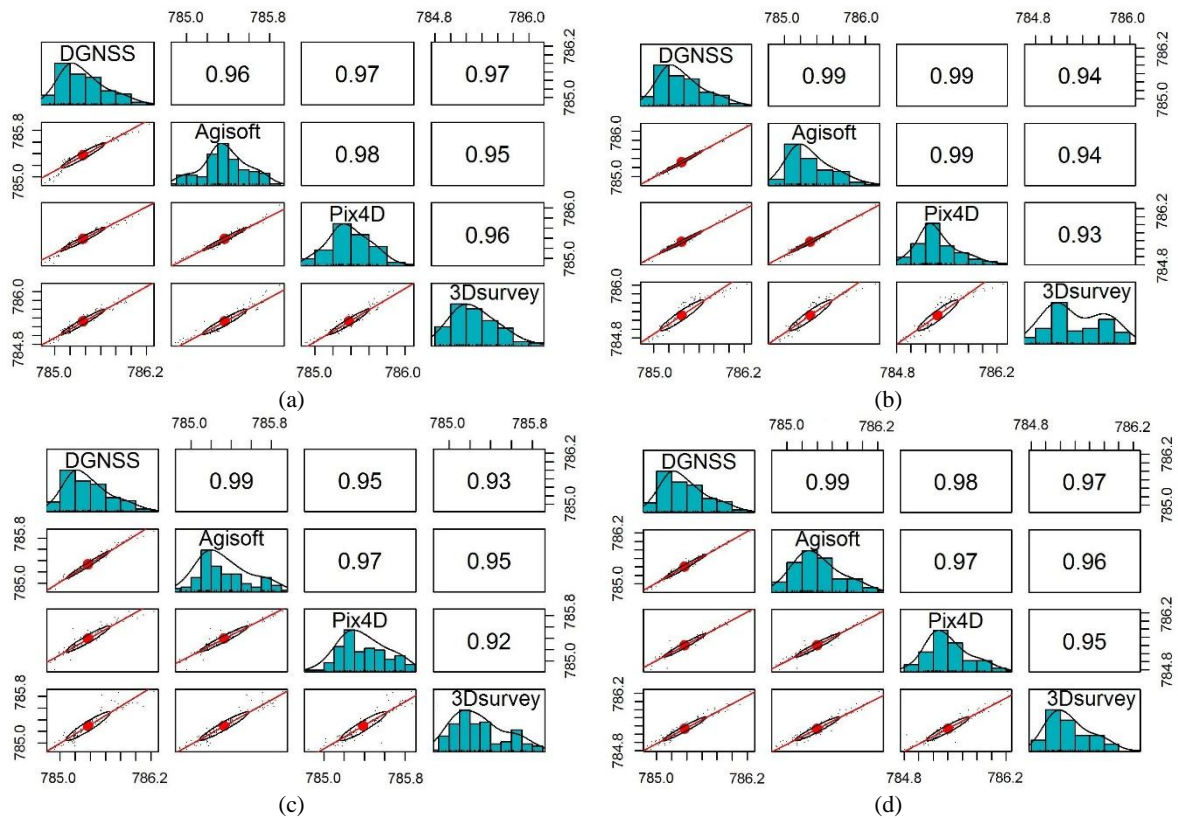 785.0 785.8
784.8 786.0
DGNSS 0.96 0.97 0.97
785.0 786.2
785.0 785.8
Agisoft 0.98 0.95
Pix4D 0.96
785.0 786.0
784.8 786.0
3Dsurvey
785.0 786.2
785.0 786.0
(a)
785.0 786.0
784.8 786.0
DGNSS 0.99 0.99 0.94
785.0 786.2
785.0 786.0
Agisoft 0.99 0.94
Pix4D 0.93
784.8 786.2
784.8 786.0
3Dsurvey
785.0 786.2
784.8 786.2
(b)
785.0 785.8
785.0 785.8
DGNSS 0.99 0.95 0.93
785.0 786.2
785.0 785.8
Agisoft 0.97 0.95
Pix4D 0.92
785.0 785.8
785.0 785.8
3Dsurvey
785.0 786.2
785.0 785.8
(c)
785.0 786.2
784.8 786.2
DGNSS 0.99 0.98 0.97
785.0 786.2
785.0 786.2
Agisoft 0.97 0.96
Pix4D 0.95
784.8 786.2
784.8 786.2
3Dsurvey
785.0 786.2
784.8 786.2
(d)